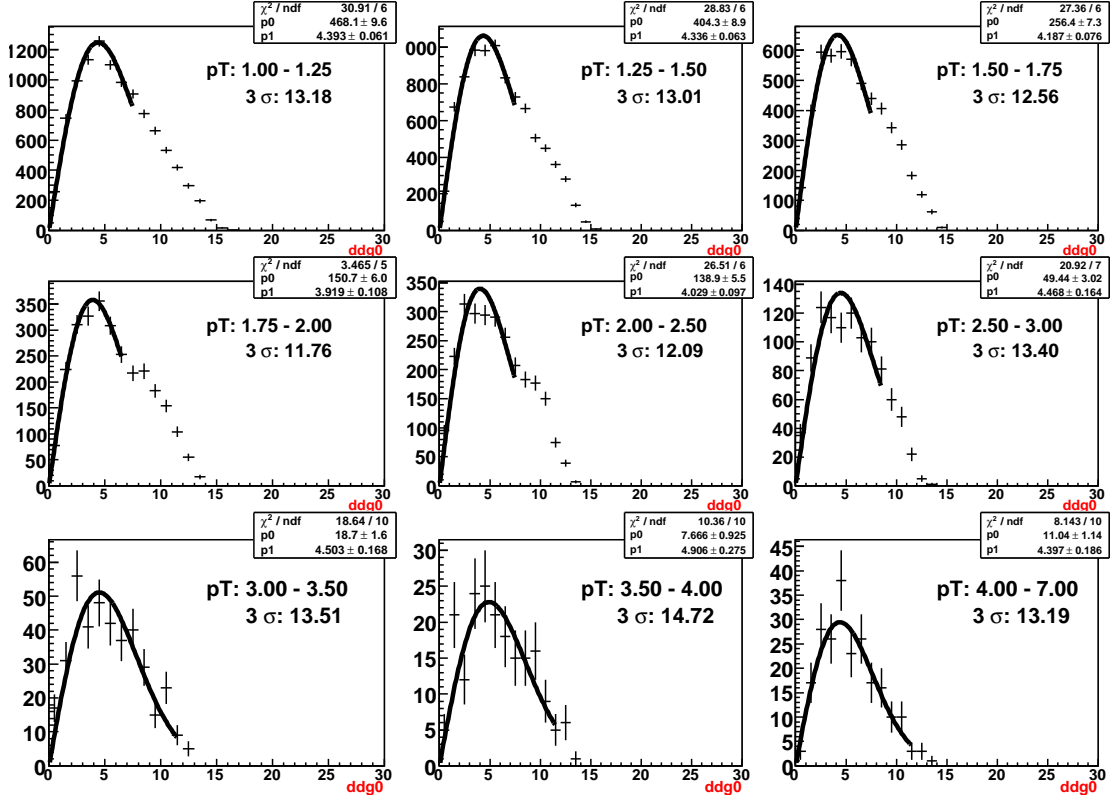 χ² / ndf 30.91 / 6
p0 468.1 ± 9.6
p1 4.393 ± 0.061
pT: 1.00 - 1.25
3 σ: 13.18
1200
1000
800
600
400
200
0
0 5 10 15 20 25 30
ddg0
χ² / ndf 28.83 / 6
p0 404.3 ± 8.9
p1 4.336 ± 0.063
pT: 1.25 - 1.50
3 σ: 13.01
000
800
600
400
200
0
0 5 10 15 20 25 30
ddg0
χ² / ndf 27.36 / 6
p0 256.4 ± 7.3
p1 4.187 ± 0.076
pT: 1.50 - 1.75
3 σ: 12.56
600
500
400
300
200
100
0
0 5 10 15 20 25 30
ddg0
χ² / ndf 3.465 / 5
p0 150.7 ± 6.0
p1 3.919 ± 0.108
pT: 1.75 - 2.00
3 σ: 11.76
350
300
250
200
150
100
50
0
0 5 10 15 20 25 30
ddg0
χ² / ndf 26.51 / 6
p0 138.9 ± 5.5
p1 4.029 ± 0.097
pT: 2.00 - 2.50
3 σ: 12.09
350
300
250
200
150
100
50
0
0 5 10 15 20 25 30
ddg0
χ² / ndf 20.92 / 7
p0 49.44 ± 3.02
p1 4.468 ± 0.164
pT: 2.50 - 3.00
3 σ: 13.40
140
120
100
80
60
40
20
0
0 5 10 15 20 25 30
ddg0
χ² / ndf 18.64 / 10
p0 18.7 ± 1.6
p1 4.503 ± 0.168
pT: 3.00 - 3.50
3 σ: 13.51
60
50
40
30
20
10
0
0 5 10 15 20 25 30
ddg0
χ² / ndf 10.36 / 10
p0 7.666 ± 0.925
p1 4.906 ± 0.275
pT: 3.50 - 4.00
3 σ: 14.72
30
25
20
15
10
5
0
0 5 10 15 20 25 30
ddg0
χ² / ndf 8.143 / 10
p0 11.04 ± 1.14
p1 4.397 ± 0.186
pT: 4.00 - 7.00
3 σ: 13.19
45
40
35
30
25
20
15
10
5
0
0 5 10 15 20 25 30
ddg0